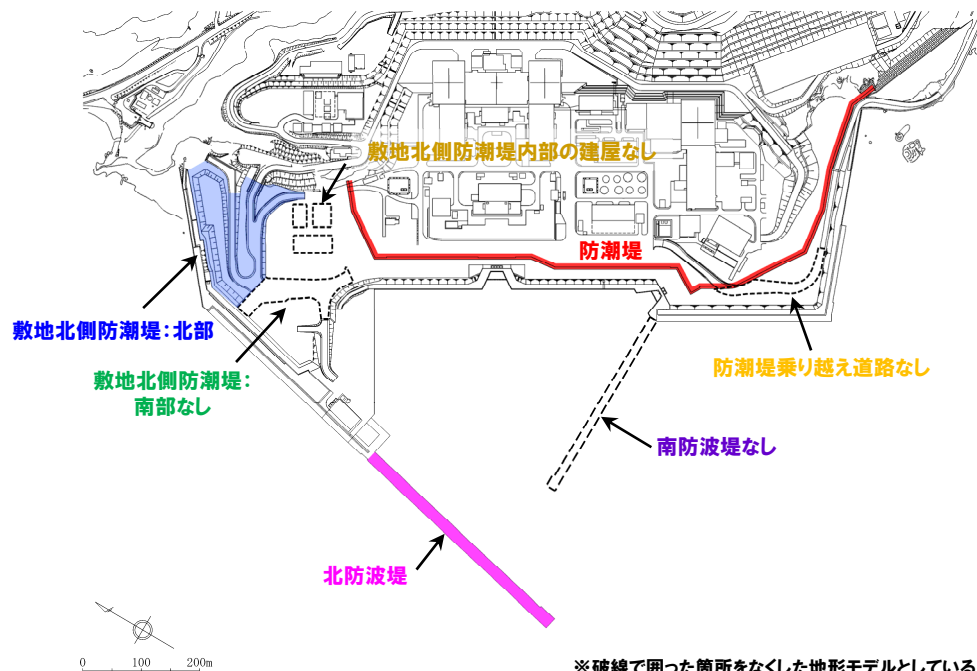 敷地北側防潮堤内部の建屋なし
防潮堤
敷地北側防潮堤：北部
敷地北側防潮堤：
南部なし
防潮堤乗り越え道路なし
南防波堤なし
北防波堤
0 100 200m
※破線で囲った箇所をなくした地形モデルとしている